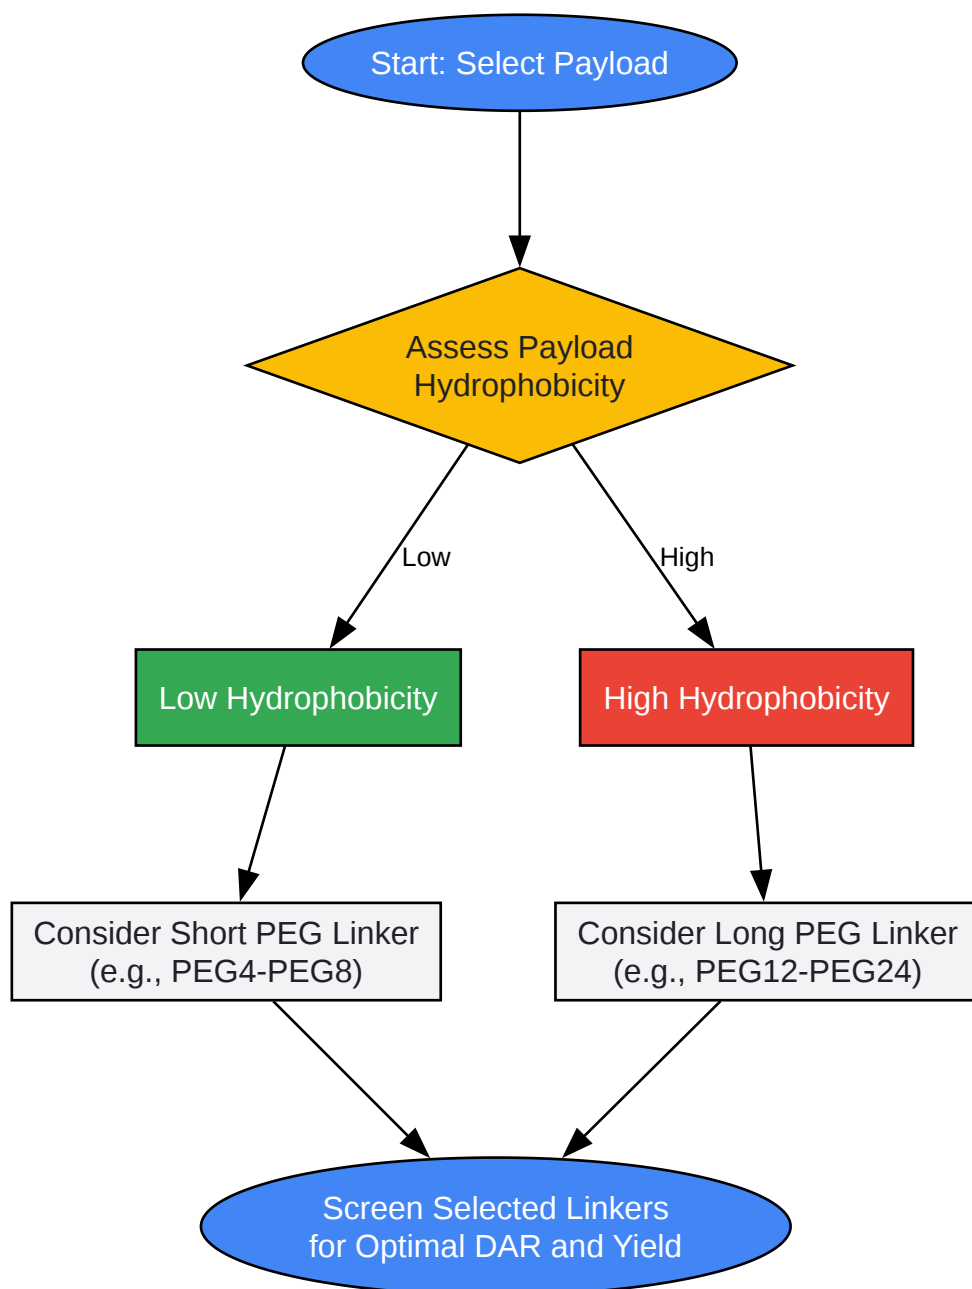 Start: Select Payload
Assess Payload
Hydrophobicity
Low
High
Low Hydrophobicity
High Hydrophobicity
Consider Short PEG Linker
(e.g., PEG4-PEG8)
Consider Long PEG Linker
(e.g., PEG12-PEG24)
Screen Selected Linkers
for Optimal DAR and Yield